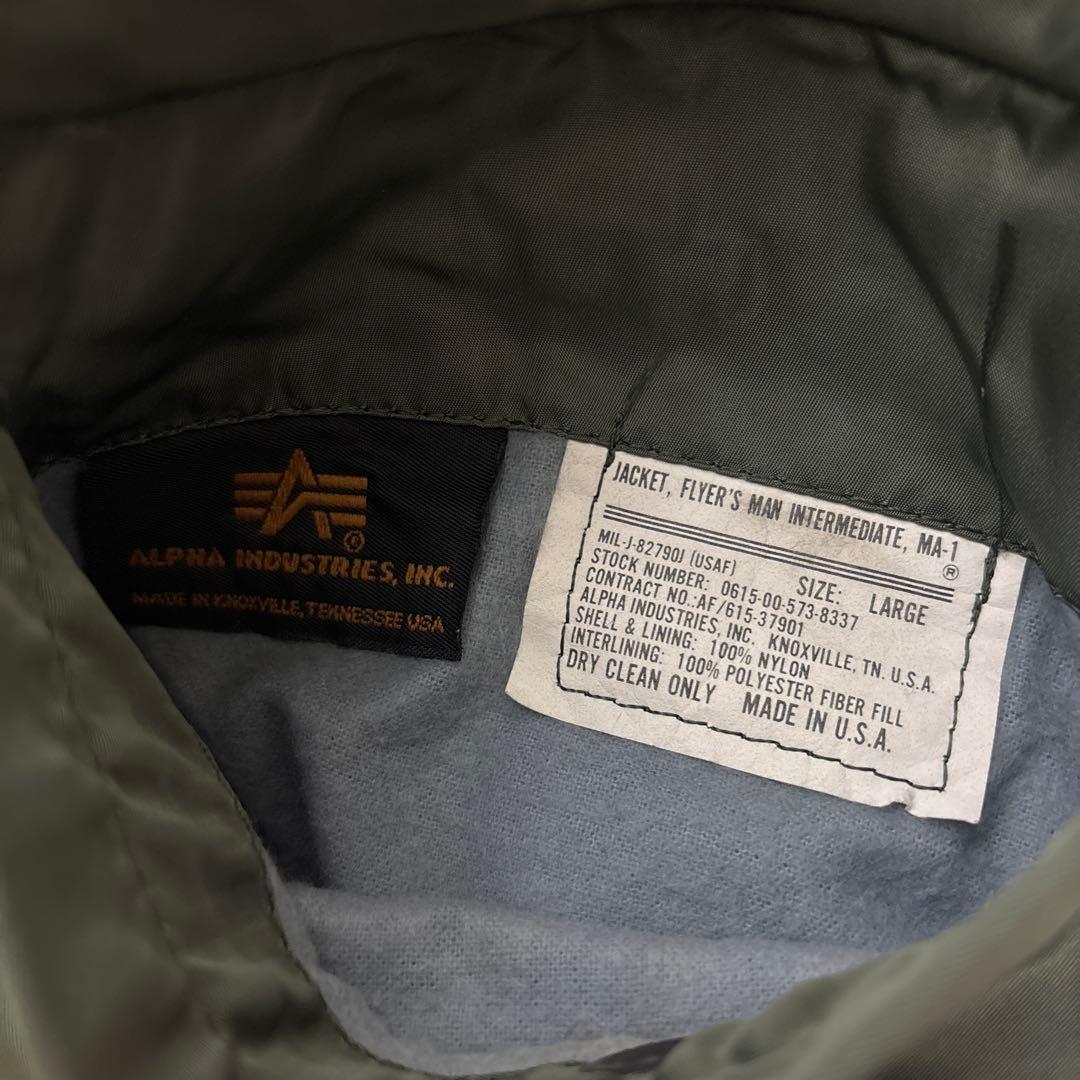 ALPHA INDUSTRIES, INC.
MADE IN KNOXVILLE, TENNESSEE USA
JACKET, FLYER'S MAN INTERMEDIATE, MA-1
®
MIL-J-8279OJ (USAF) SIZE: LARGE
STOCK NUMBER: 0615-00-573-8337
CONTRACT NO.:AF/615-37901
ALPHA INDUSTRIES, INC. KNOXVILLE, TN. U.S.A.
SHELL & LINING: 100% NYLON
INTERLINING: 100% POLYESTER FIBER FILL
DRY CLEAN ONLY MADE IN U.S.A.